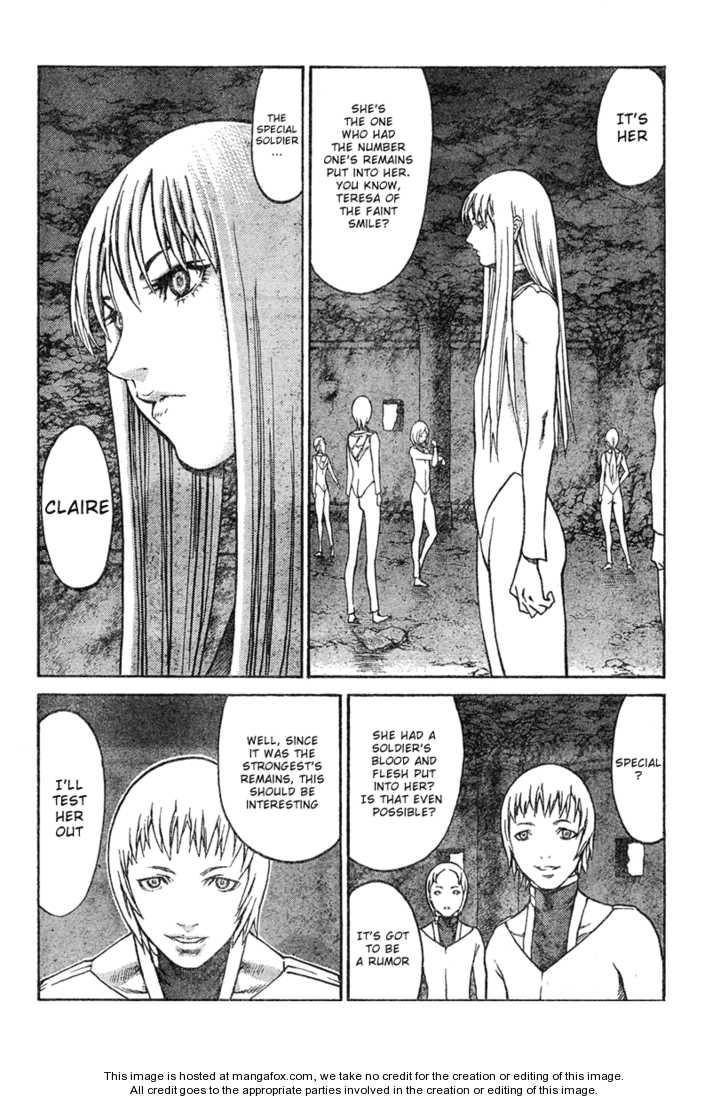 IT'S
HER
SHE'S
THE ONE
WHO HAD
THE NUMBER
ONE'S REMAINS
PUT INTO HER.
YOU KNOW,
TERESA OF
THE FAINT
SMILE?
THE
SPECIAL
SOLDIER
...
CLAIRE
SPECIAL
?
SHE HAD A
SOLDIER'S
BLOOD AND
FLESH PUT
INTO HER?
IS THAT EVEN
POSSIBLE?
IT'S GOT
TO BE
A RUMOR
WELL, SINCE
IT WAS THE
STRONGEST'S
REMAINS, THIS
SHOULD BE
INTERESTING
I'LL
TEST
HER
OUT
This image is hosted at mangafox.com, we take no credit for the creation or editing of this image.
All credit goes to the appropriate parties involved in the creation or editing of this image.